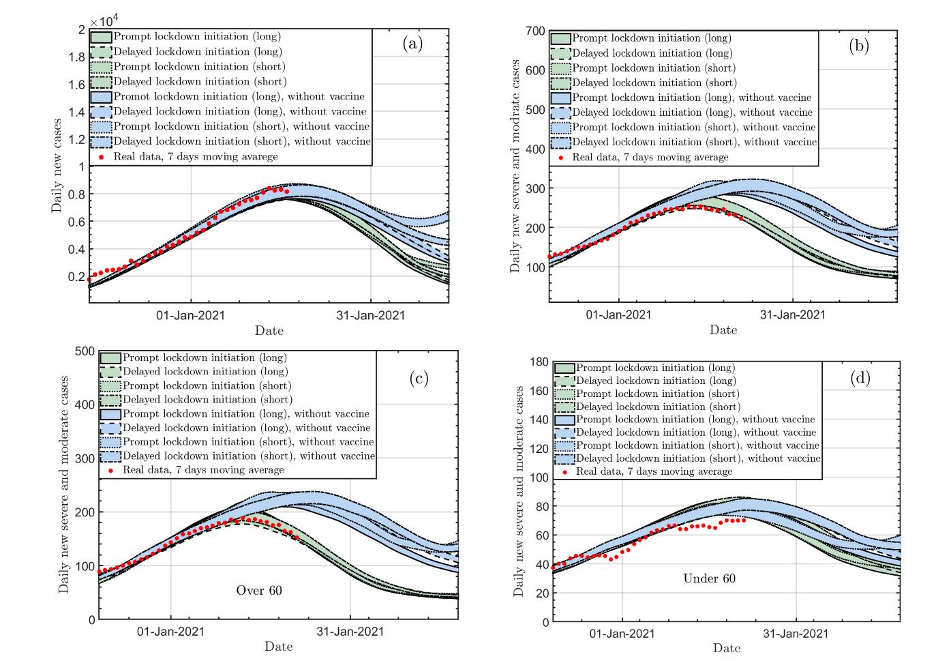 ×10⁴
2
1.8
1.6
1.4
1.2
1
0.8
0.6
0.4
0.2
Daily new cases
Prompt lockdown initiation (long)
Delayed lockdown initiation (long)
Prompt lockdown initiation (short)
Delayed lockdown initiation (short)
Promot lockdown initiation (long), without vaccine
Delayed lockdown initiation (long), without vaccine
Prompt lockdown initiation (short), without vaccine
Delayed lockdown initiation (short), without vaccine
Real data, 7 days moving avarege
(a)
01-Jan-2021
31-Jan-2021
Date
700
600
500
400
300
200
100
Daily new severe and modrate cases
Prompt lockdown initiation (long)
Delayed lockdown initiation (long)
Prompt lockdown initiation (short)
Delayed lockdown initiation (short)
Prompt lockdown initiation (long), without vaccine
Delayed lockdown initiation (long), without vaccine
Prompt lockdown initiation (short), without vaccine
Delayed lockdown initiation (short), without vaccine
Real data, 7 days moving average
(b)
01-Jan-2021
31-Jan-2021
Date
500
400
300
200
100
0
Daily new severe and moderate cases
Prompt lockdown initiation (long)
Delayed lockdown initiation (long)
Prompt lockdown initiation (short)
Delayed lockdown initiation (short)
Prompt lockdown initiation (long), without vaccine
Delayed lockdown initiation (long), without vaccine
Prompt lockdown initiation (short), without vaccine
Delayed lockdown initiation (short), without vaccine
Real data, 7 days moving average
(c)
Over 60
01-Jan-2021
31-Jan-2021
Date
180
160
140
120
100
80
60
40
20
0
Daily new severe and moderate cases
Prompt lockdown initiation (long)
Delayed lockdown initiation (long)
Prompt lockdown initiation (short)
Delayed lockdown initiation (short)
Prompt lockdown initiation (long), without vaccine
Delayed lockdown initiation (long), without vaccine
Prompt lockdown initiation (short), without vaccine
Delayed lockdown initiation (short), without vaccine
Real data, 7 days moving average
(d)
Under 60
01-Jan-2021
31-Jan-2021
Date